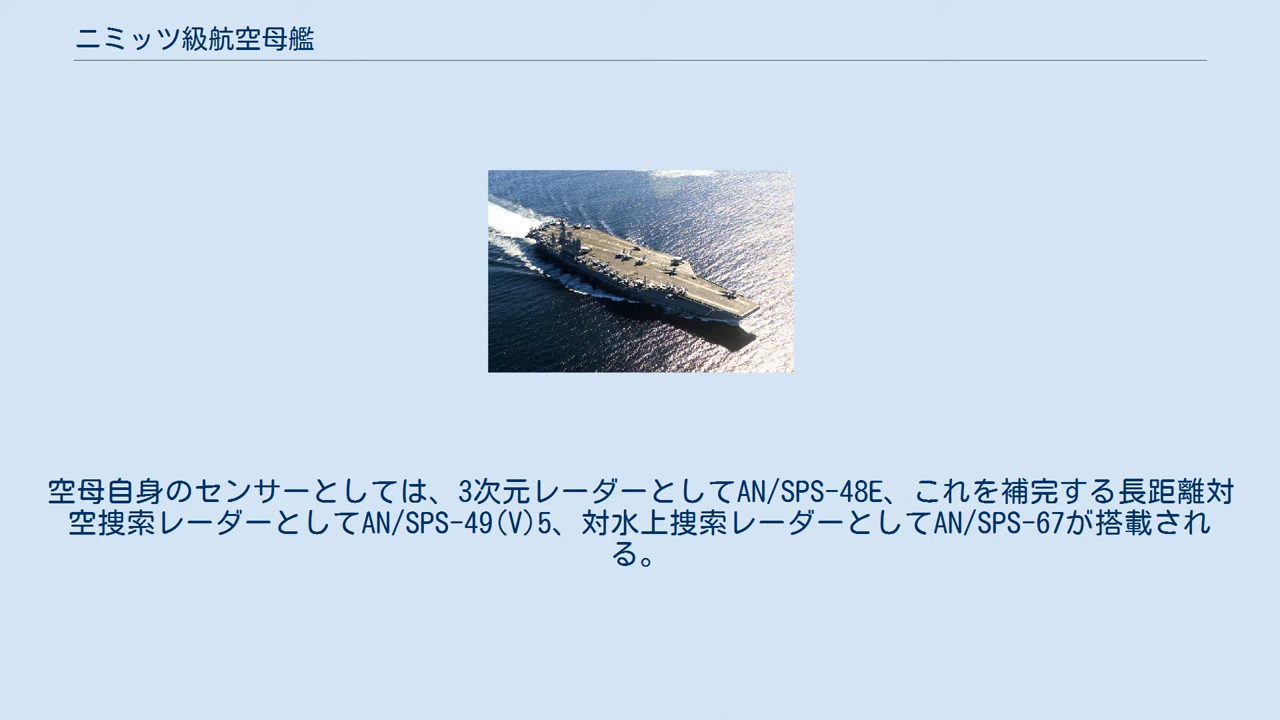 ニミッツ級航空母艦
空母自身のセンサーとしては、3次元レーダーとしてAN/SPS-48E、これを補完する長距離対
空捜索レーダーとしてAN/SPS-49(V)5、対水上捜索レーダーとしてAN/SPS-67が搭載され
る。